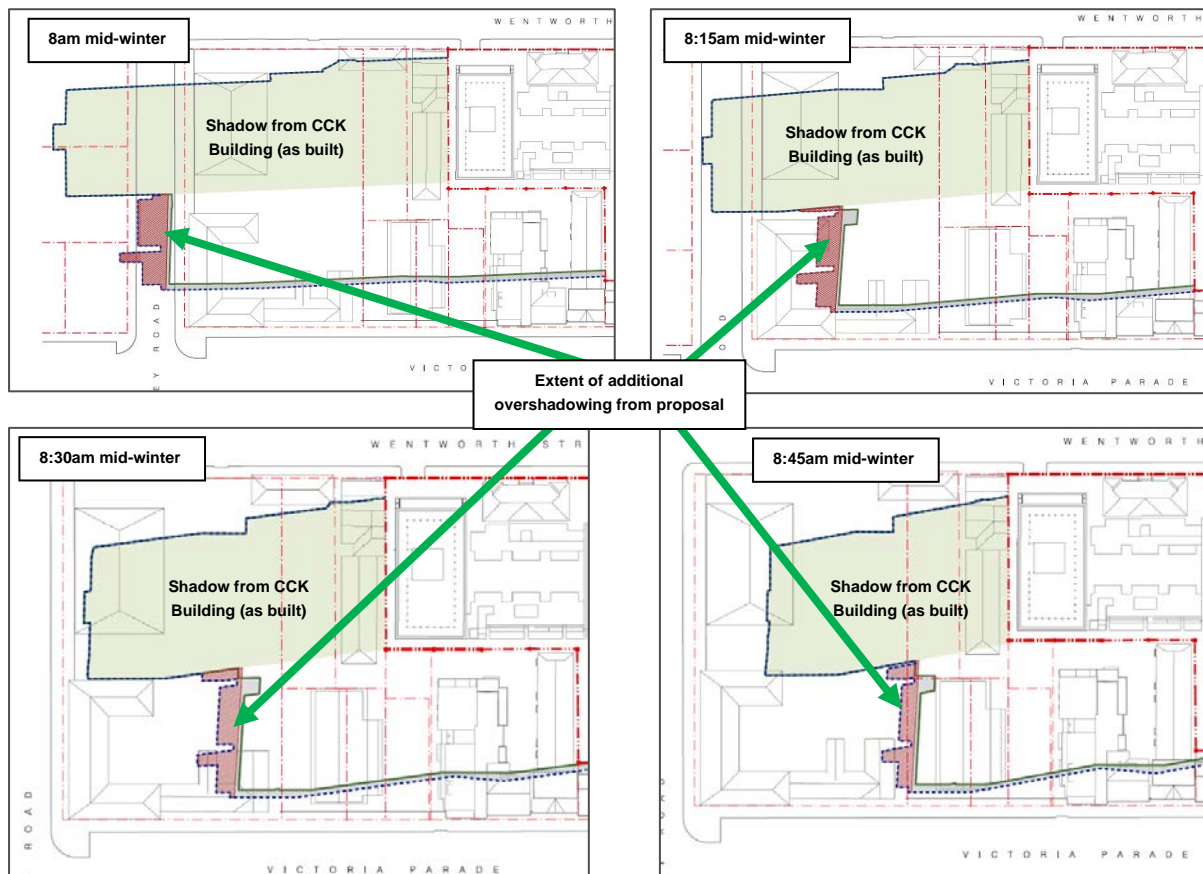 WENTWORTH
8am mid-winter
Shadow from CCK
Building (as built)
EY ROAD
VICTO
WENTWORTH
8:15am mid-winter
Shadow from CCK
Building (as built)
OD
VICTORIA PARADE
Extent of additional
overshadowing from proposal
WENTWORTH STR
8:30am mid-winter
Shadow from CCK
Building (as built)
ROAD
VICTORIA PARADE
WENTWORTH
8:45am mid-winter
Shadow from CCK
Building (as built)
ROAD
VICTORIA PARADE